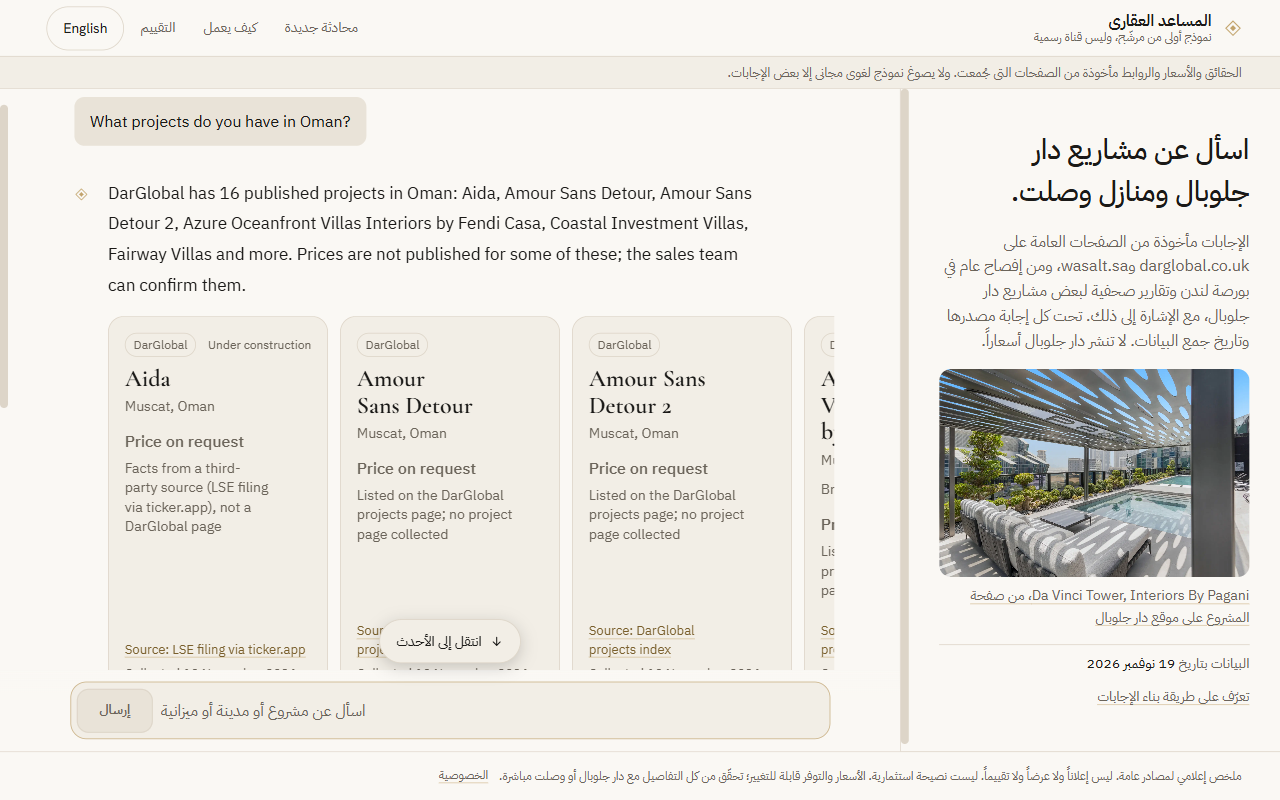 المساعد العقاري
نموذج أولي من مرشّح، وليس قناة رسمية
محادثة جديدة
كيف يعمل
التقييم
English
الحقائق والأسعار والروابط مأخوذة من الصفحات التي جُمعت. ولا يصوغ نموذج لغوي مجاني إلا بعض الإجابات.
اسأل عن مشاريع دار
جلوبال ومنازل وصلت.
الإجابات مأخوذة من الصفحات العامة على
darglobal.co.uk وwasalt.sa، ومن إفصاح عام في
بورصة لندن وتقارير صحفية لبعض مشاريع دار
جلوبال، مع الإشارة إلى ذلك. تحت كل إجابة مصدرها
وتاريخ جمع البيانات. لا تنشر دار جلوبال أسعاراً.
Da Vinci Tower, Interiors By Pagani، من صفحة
المشروع على موقع دار جلوبال
البيانات بتاريخ 19 نوفمبر 2026
تعرّف على طريقة بناء الإجابات
What projects do you have in Oman?
DarGlobal has 16 published projects in Oman: Aida, Amour Sans Detour, Amour Sans
Detour 2, Azure Oceanfront Villas Interiors by Fendi Casa, Coastal Investment Villas,
Fairway Villas and more. Prices are not published for some of these; the sales team
can confirm them.
DarGlobal
Under construction
Aida
Muscat, Oman
Price on request
Facts from a third-
party source (LSE filing
via ticker.app), not a
DarGlobal page
Source: LSE filing via ticker.app
DarGlobal
Amour
Sans Detour
Muscat, Oman
Price on request
Listed on the DarGlobal
projects page; no project
page collected
DarGlobal
Amour Sans
Detour 2
Muscat, Oman
Price on request
Listed on the DarGlobal
projects page; no project
page collected
Source: DarGlobal
projects index
انتقل إلى الأحدث
اسأل عن مشروع أو مدينة أو ميزانية
إرسال
ملخص إعلامي لمصادر عامة. ليس إعلاناً ولا عرضاً ولا تقييماً. ليست نصيحة استثمارية. الأسعار والتوفر قابلة للتغيير؛ تحقّق من كل التفاصيل مع دار جلوبال أو وصلت مباشرة.
الخصوصية